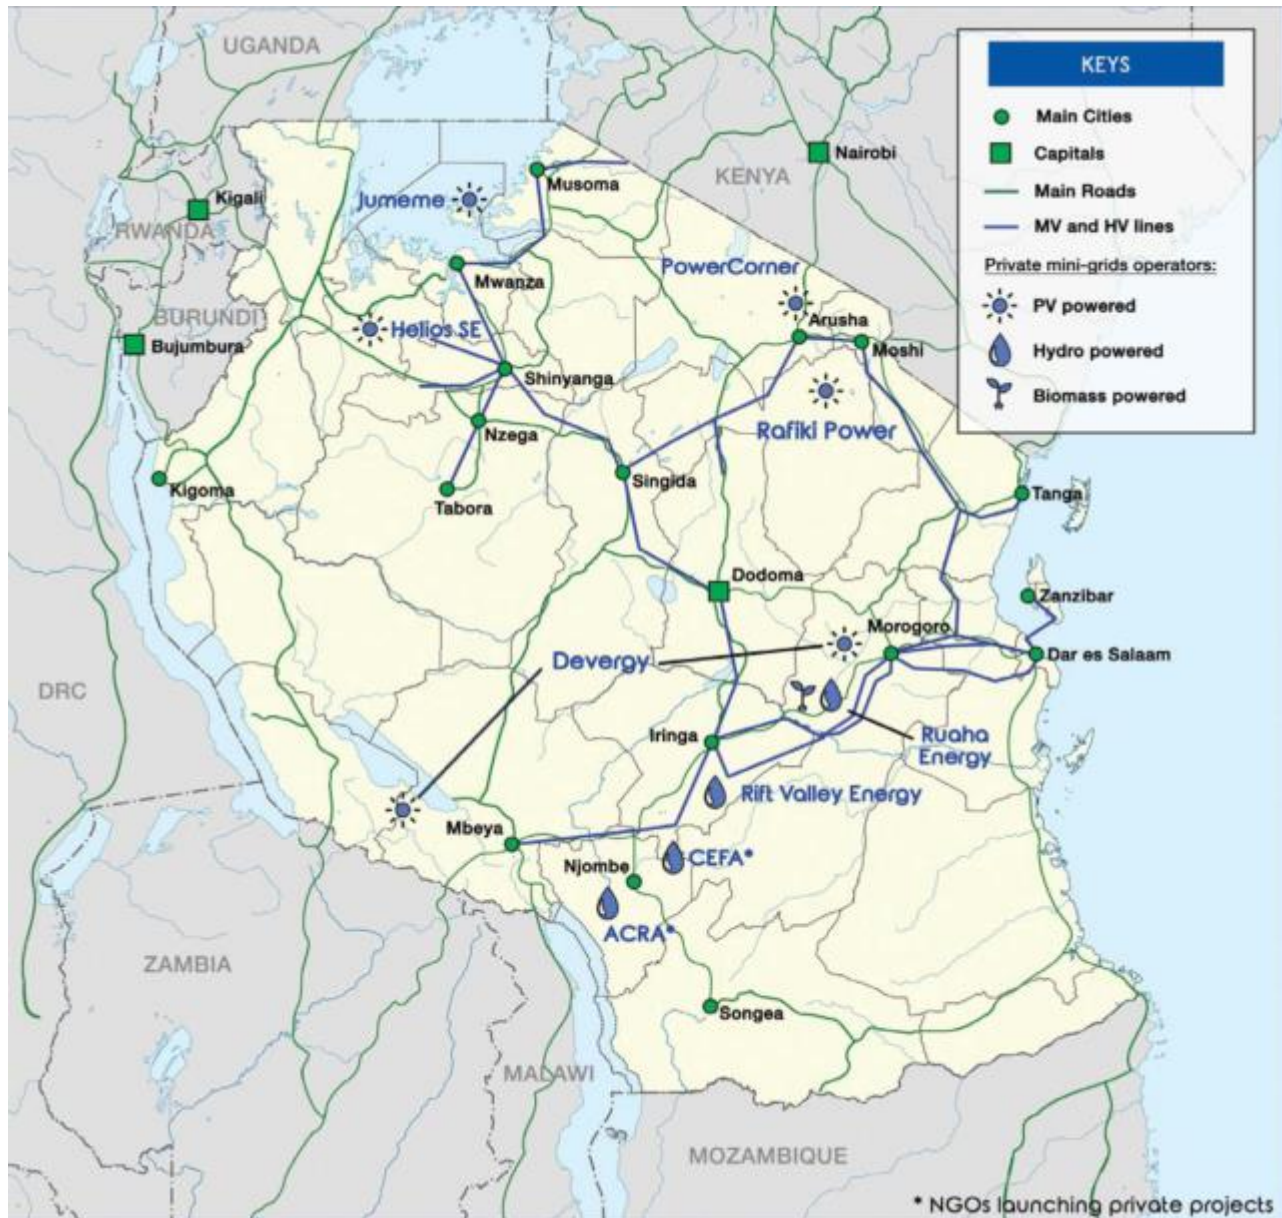 UGANDA
KEYS
Main Cities
Capitals
Main Roads
MV and HV lines
Private mini-grids operators:
PV powered
Hydro powered
Biomass powered
Nairobi
KENYA
Musoma
Jumeme
Kigali
RWANDA
Mwanza
PowerCorner
Arusha
Moshi
BURUNDI
Bujumbura
Helios SE
Shinyanga
Nzega
Rafiki Power
Singida
Kigoma
Tabora
Tanga
Dodoma
Zanzibar
Morogoro
Dar es Salaam
Devergy
DRC
Iringa
Ruaha
Energy
Rift Valley Energy
Mbeya
Njombe
CEFA*
ACRA*
ZAMBIA
Songea
MALAWI
MOZAMBIQUE
* NGOs launching private projects